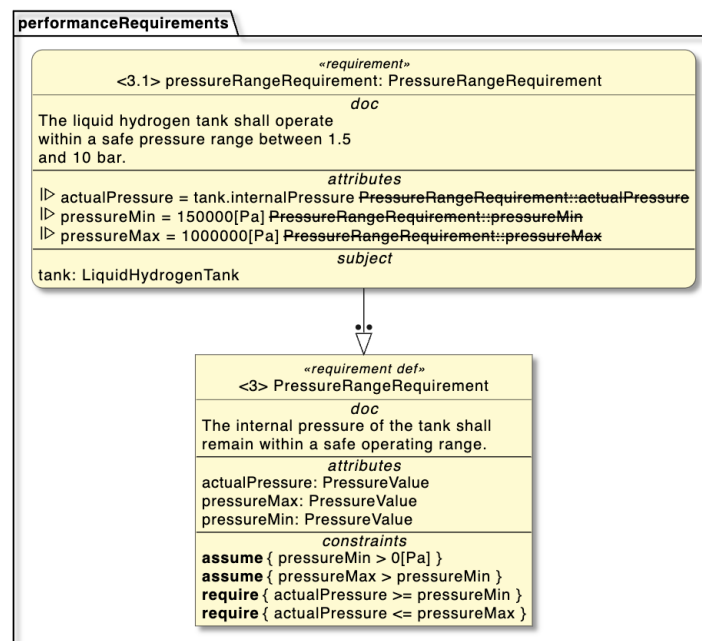 performanceRequirements
«requirement»
<3.1> pressureRangeRequirement: PressureRangeRequirement
doc
The liquid hydrogen tank shall operate
within a safe pressure range between 1.5
and 10 bar.
attributes
||▷ actualPressure = tank.internalPressure PressureRangeRequirement::actualPressure
||▷ pressureMin = 150000[Pa] PressureRangeRequirement::pressureMin
||▷ pressureMax = 1000000[Pa] PressureRangeRequirement::pressureMax
subject
tank: LiquidHydrogenTank
«requirement def»
<3> PressureRangeRequirement
doc
The internal pressure of the tank shall
remain within a safe operating range.
attributes
actualPressure: PressureValue
pressureMax: PressureValue
pressureMin: PressureValue
constraints
assume { pressureMin > 0[Pa] }
assume { pressureMax > pressureMin }
require { actualPressure >= pressureMin }
require { actualPressure <= pressureMax }